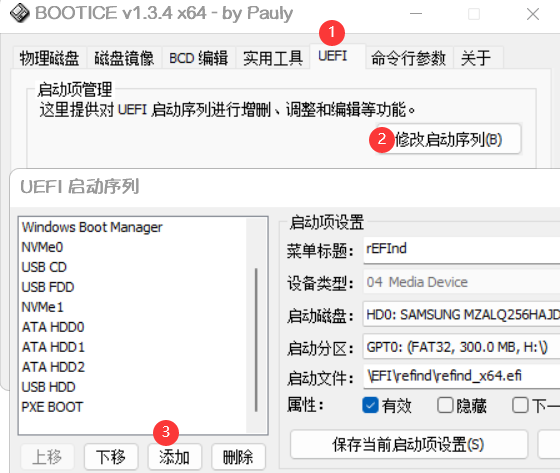 BOOTICE v1.3.4 x64 - by Pauly
1
物理磁盘 磁盘镜像 BCD 编辑 实用工具 UEFI 命令行参数 关于
启动项管理
这里提供对 UEFI 启动序列进行增删、调整和编辑等功能。
2 修改启动序列(B)
UEFI 启动序列
Windows Boot Manager
NVMe0
USB CD
USB FDD
NVMe1
ATA HDD0
ATA HDD1
ATA HDD2
USB HDD
PXE BOOT
3
上移 下移 添加 删除
启动项设置
菜单标题: rEFInd
设备类型: 04 Media Device
启动磁盘: HD0: SAMSUNG MZALQ256HAJD
启动分区: GPT0: (FAT32, 300.0 MB, H:\)
启动文件: \EFI\refind\refind_x64.efi
属性: 有效 隐藏 下一
保存当前启动项设置(S)